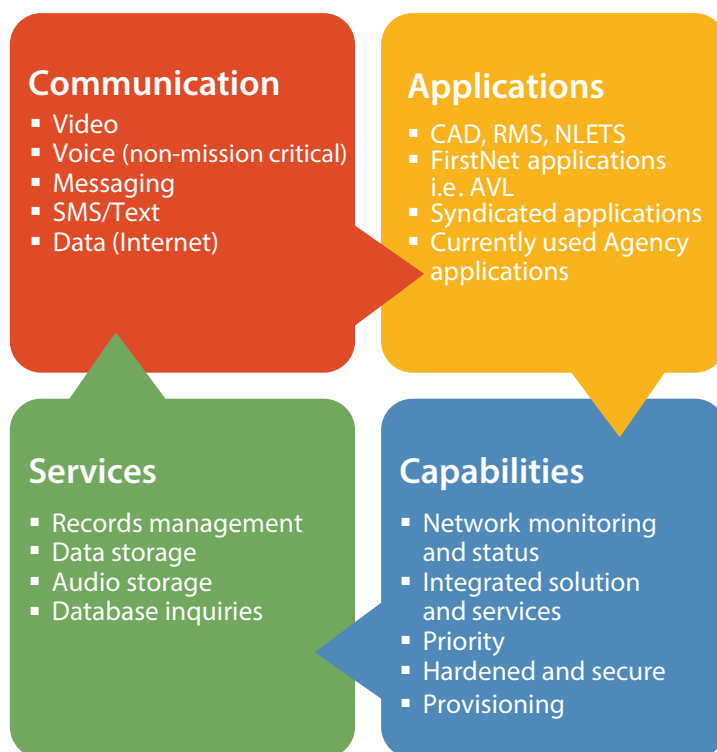 Communication
▪ Video
▪ Voice (non-mission critical)
▪ Messaging
▪ SMS/Text
▪ Data (Internet)
Applications
▪ CAD, RMS, NLETS
▪ FirstNet applications
i.e. AVL
▪ Syndicated applications
▪ Currently used Agency
applications
Services
▪ Records management
▪ Data storage
▪ Audio storage
▪ Database inquiries
Capabilities
▪ Network monitoring
and status
▪ Integrated solution
and services
▪ Priority
▪ Hardened and secure
▪ Provisioning